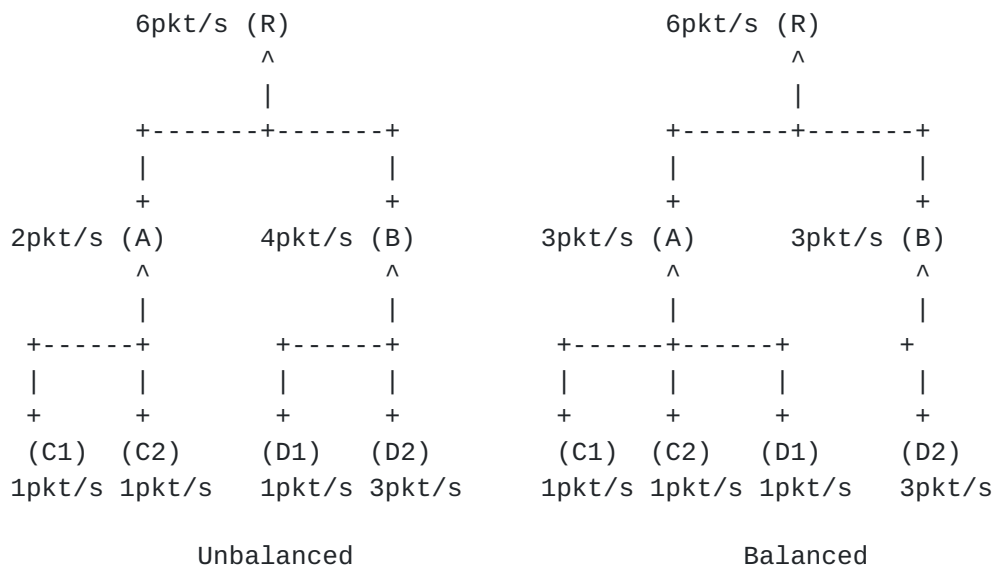 6pkt/s (R)                      6pkt/s (R)
        ^                                 ^
        |                                 |
+-------+-------+                 +-------+-------+
|               |                 |               |
+               +                 +               +
2pkt/s (A)      4pkt/s (B)        3pkt/s (A)        3pkt/s (B)
        ^               ^                 ^               ^
        |               |                 |               |
 +------+        +------+          +------+------+       +
 |      |        |      |          |      |      |        |
 +      +        +      +          +      +      +        +
 (C1)  (C2)     (D1)   (D2)         (C1)  (C2)   (D1)     (D2)
1pkt/s 1pkt/s   1pkt/s 3pkt/s     1pkt/s 1pkt/s 1pkt/s   3pkt/s
            Unbalanced                         Balanced